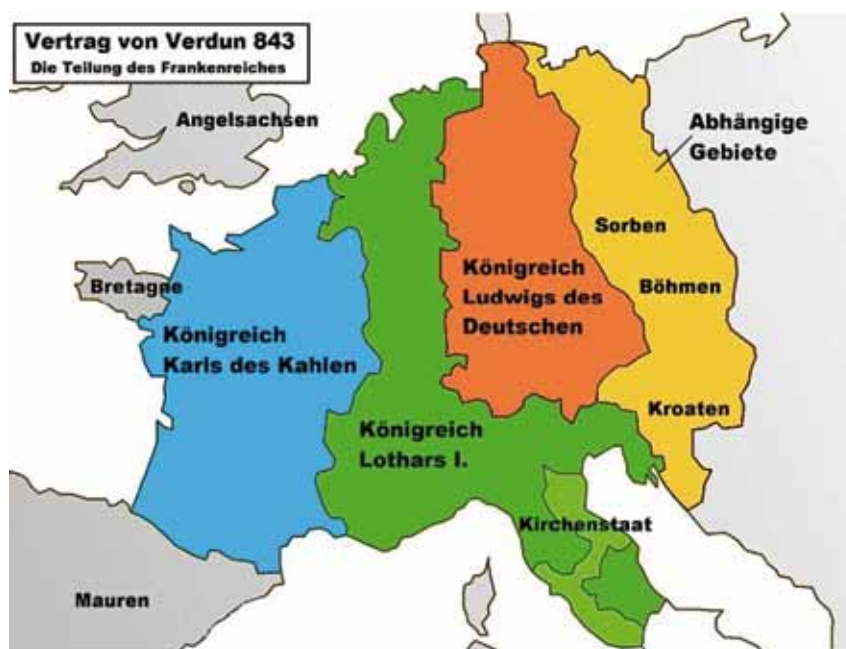 Vertrag von Verdun 843
Die Teilung des Frankenreiches
Angelsachsen
Abhängige
Gebiete
Sorben
Bretagne
Königreich
Ludwigs des
Deutschen
Böhmen
Königreich
Karls des Kahlen
Kroaten
Königreich
Lothars I.
Kirchenstaat
Mauren